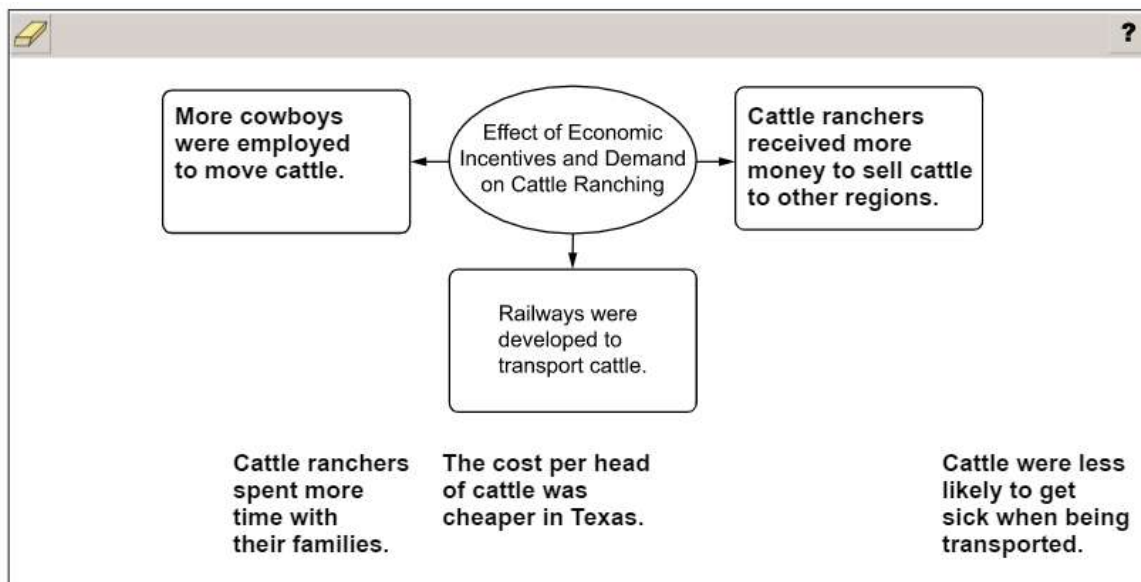 ?
More cowboys
were employed
to move cattle.
Effect of Economic
Incentives and Demand
on Cattle Ranching
Cattle ranchers
received more
money to sell cattle
to other regions.
Railways were
developed to
transport cattle.
Cattle ranchers
spent more
time with
their families.
The cost per head
of cattle was
cheaper in Texas.
Cattle were less
likely to get
sick when being
transported.